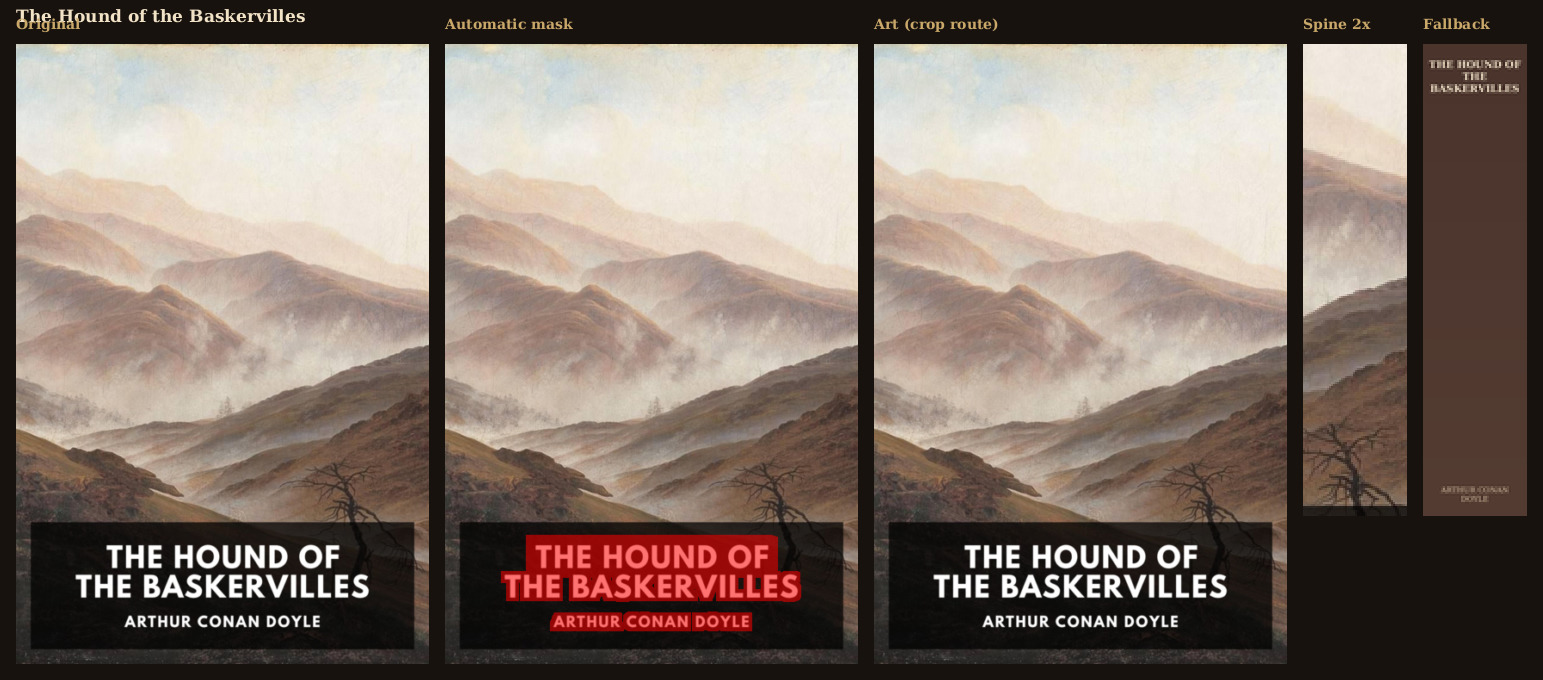 The Hound of the Baskervilles
Original
Automatic mask
Art (crop route)
Spine 2x
Fallback
THE HOUND OF
THE BASKERVILLES
ARTHUR CONAN DOYLE
THE HOUND OF
THE BASKERVILLES
ARTHUR CONAN DOYLE
THE HOUND OF
THE BASKERVILLES
ARTHUR CONAN DOYLE
THE HOUND OF
THE
BASKERVILLES
ARTHUR CONAN
DOYLE